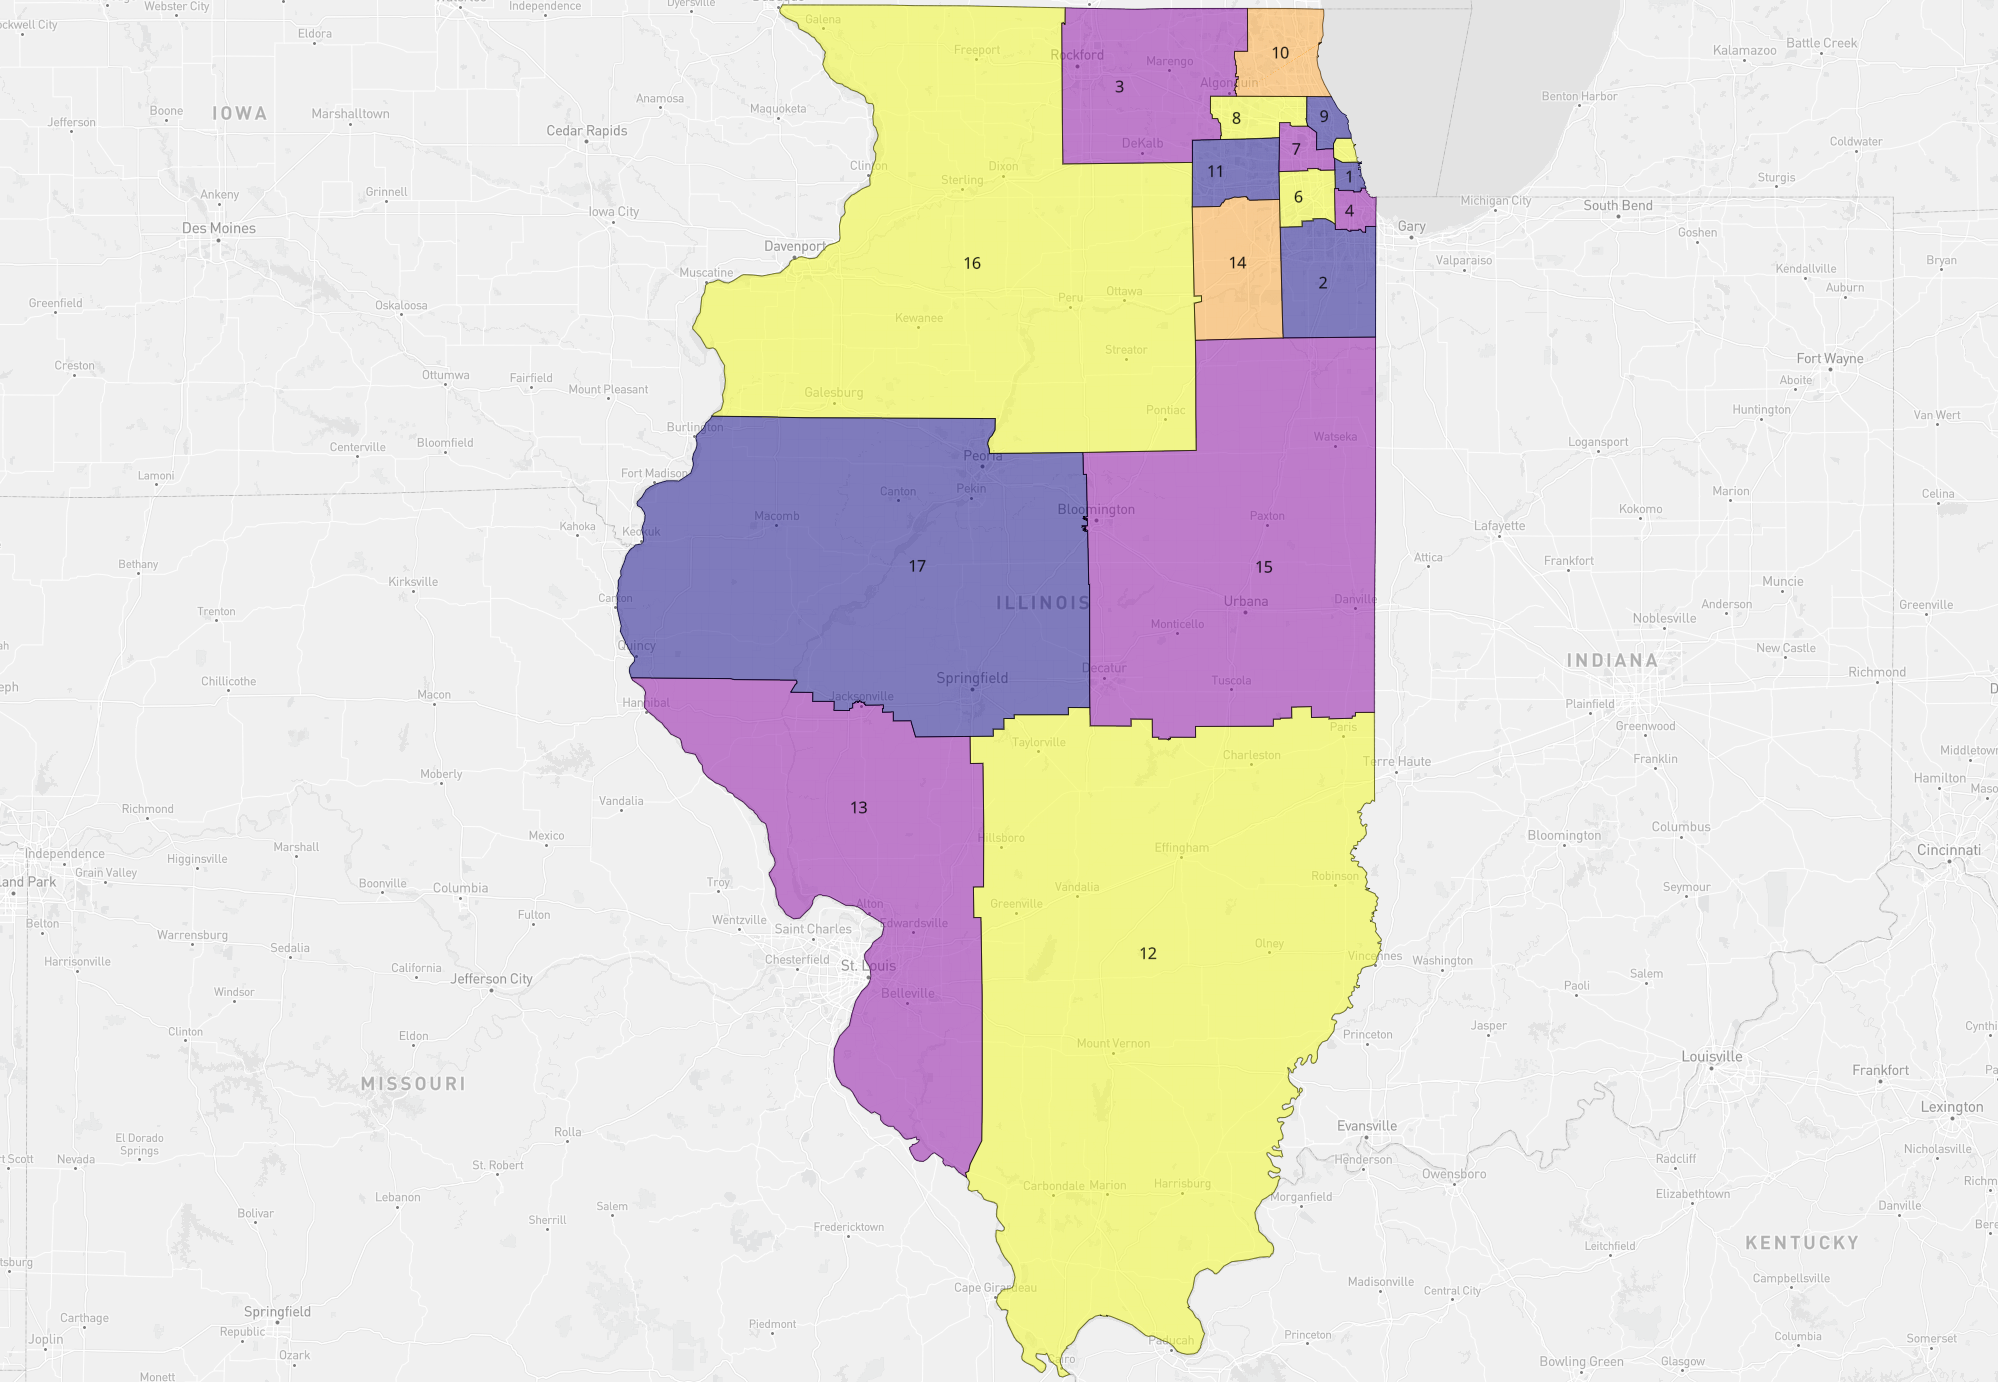 Webster City
Independence
Dyersville
Rockwell City
Galena
Eldora
Freeport
Rockford
Marengo
10
Kalamazoo
Battle Creek
3
Algonquin
Anamosa
Maquoketa
Benton Harbor
IOWA
Boone
Marshalltown
Jefferson
Cedar Rapids
8
9
DeKalb
Coldwater
7
Clinton
Dixon
11
1
Sterling
Sturgis
Ankeny
Grinnell
6
Michigan City
South Bend
Iowa City
4
Des Moines
Gary
Goshen
Davenport
16
14
Valparaiso
Kendallville
Bryan
Muscatine
2
Auburn
Greenfield
Oskaloosa
Peru
Ottawa
Kewanee
Streator
Fort Wayne
Creston
Ottumwa
Fairfield
Mount Pleasant
Aboite
Galesburg
Pontiac
Huntington
Van Wert
Burlington
Watseka
Centerville
Bloomfield
Logansport
Peoria
Lamoni
Fort Madison
Canton
Pekin
Marion
Celina
Macomb
Bloomington
Paxton
Kokomo
Kahoka
Keokuk
Lafayette
Bethany
17
15
Attica
Frankfort
Kirksville
Muncie
Canton
ILLINOIS
Urbana
Danville
Trenton
Anderson
Greenville
Monticello
Noblesville
Quincy
New Castle
INDIANA
Decatur
Richmond
Chillicothe
Springfield
Tuscola
Macon
Jacksonville
Hannibal
Plainfield
Greenwood
Paris
Taylorville
Charleston
Terre Haute
Franklin
Middletown
Moberly
Hamilton
Vandalia
13
Richmond
Mexico
Hillsboro
Bloomington
Columbus
Marshall
Effingham
Cincinnati
Independence
Higginsville
Grain Valley
Robinson
Boonville
Columbia
Troy
Vandalia
Seymour
Alton
Greenville
Fulton
Belton
Wentzville
Edwardsville
Warrensburg
Saint Charles
Olney
Sedalia
12
Harrisonville
Chesterfield
St. Louis
Vincennes
Washington
California
Jefferson City
Salem
Windsor
Belleville
Paoli
Clinton
Eldon
Mount Vernon
Princeton
Jasper
Louisville
MISSOURI
Frankfort
Lexington
El Dorado
Springs
Rolla
Evansville
Nevada
St. Robert
Henderson
Radcliff
Nicholasville
Owensboro
Carbondale
Marion
Harrisburg
Lebanon
Morganfield
Elizabethtown
Danville
Bolivar
Salem
Sherrill
Fredericktown
KENTUCKY
Leitchfield
Cape Girardeau
Madisonville
Central City
Campbellsville
Springfield
Carthage
Republic
Piedmont
Joplin
Paducah
Princeton
Columbia
Somerset
Ozark
Cairo
Bowling Green
Glasgow
Monett